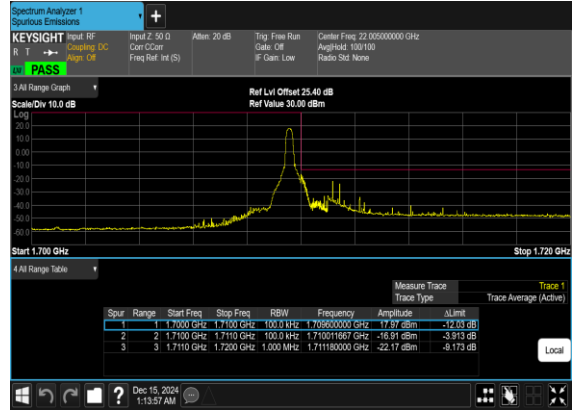 Spectrum Analyzer 1
Spurious Emissions
KEYSIGHT Input: RF Input Z: 50 Ω Atten: 20 dB Trig: Free Run Center Freq: 22.005000000 GHz
R T Coupling: DC Corr CCorr Gate: Off Avg|Hold: 100/100
Align: Off Freq Ref: Int (S) IF Gain: Low Radio Std: None
PASS
3 All Range Graph
Ref Lvl Offset 25.40 dB
Scale/Div 10.0 dB Ref Value 30.00 dBm
Log
20.0
10.0
0.00
-10.0
-20.0
-30.0
-40.0
-50.0
-60.0
Start 1.700 GHz Stop 1.720 GHz
4 All Range Table
Measure Trace Trace 1
Trace Type Trace Average (Active)
Spur Range Start Freq Stop Freq RBW Frequency Amplitude ΔLimit
1 1 1.7000 GHz 1.7100 GHz 100.0 kHz 1.709600000 GHz 17.97 dBm -12.03 dB
2 2 1.7100 GHz 1.7110 GHz 100.0 kHz 1.710011667 GHz -16.91 dBm -3.913 dB
3 3 1.7110 GHz 1.7200 GHz 1.000 MHz 1.711180000 GHz -22.17 dBm -9.173 dB
Local
? Dec 15, 2024
1:13:57 AM